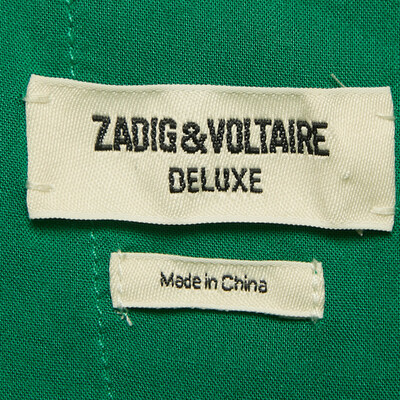 ZADIG & VOLTAIRE
DELUXE
Made in China